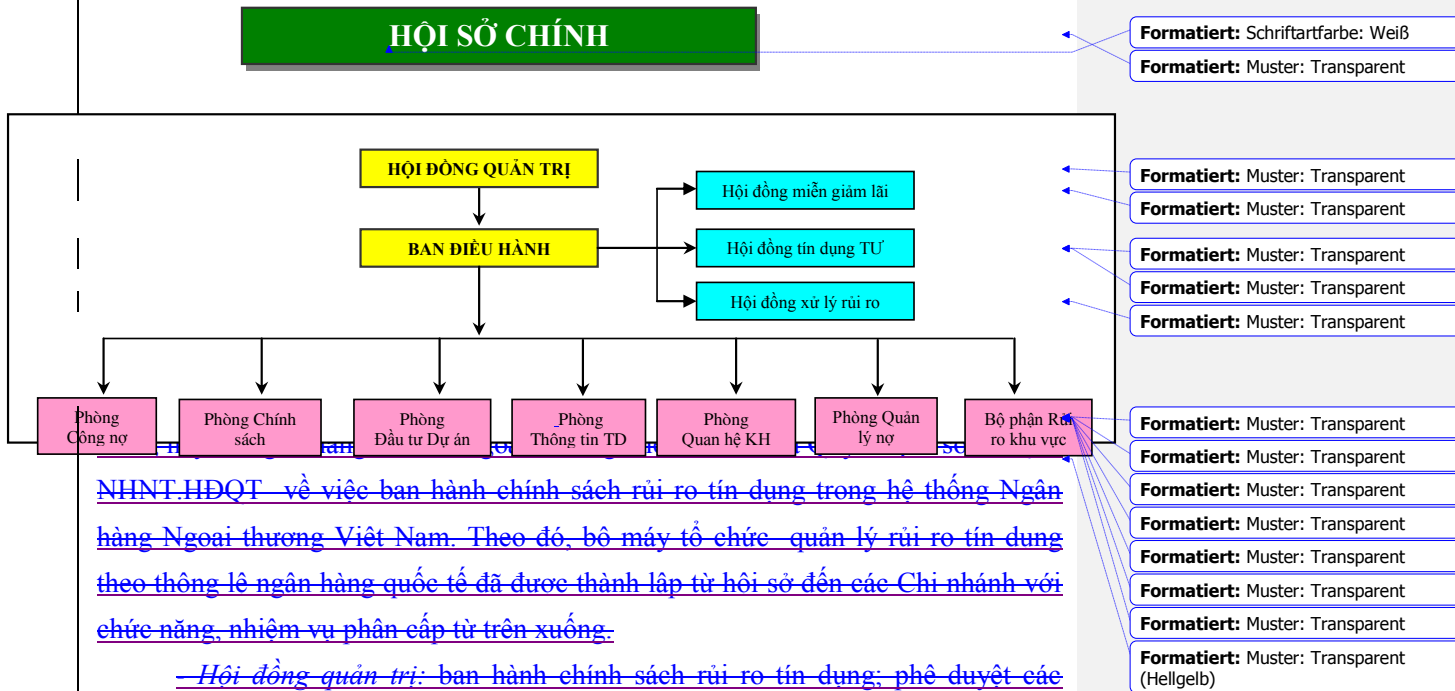 HỘI SỞ CHÍNH
HỘI ĐỒNG QUẢN TRỊ
BAN ĐIỀU HÀNH
Hội đồng miễn giảm lãi
Hội đồng tín dụng TƯ
Hội đồng xử lý rủi ro
Phòng
Công nợ
Phòng Chính
sách
Phòng
Đầu tư Dự án
Phòng
Thông tin TD
Phòng
Quan hệ KH
Phòng Quản
lý nợ
Bộ phận Rủi
ro khu vực
NHNT.HĐQT về việc ban hành chính sách rủi ro tín dụng trong hệ thống Ngân
hàng Ngoại thương Việt Nam. Theo đó, bộ máy tổ chức quản lý rủi ro tín dụng
theo thông lệ ngân hàng quốc tế đã được thành lập từ hội sở đến các Chi nhánh với
chức năng, nhiệm vụ phân cấp từ trên xuống.
- Hội đồng quản trị: ban hành chính sách rủi ro tín dụng; phê duyệt các
Formatiert: Schriftartfarbe: Weiß
Formatiert: Muster: Transparent
Formatiert: Muster: Transparent
Formatiert: Muster: Transparent
Formatiert: Muster: Transparent
Formatiert: Muster: Transparent
Formatiert: Muster: Transparent
Formatiert: Muster: Transparent
Formatiert: Muster: Transparent
Formatiert: Muster: Transparent
Formatiert: Muster: Transparent
Formatiert: Muster: Transparent
Formatiert: Muster: Transparent
Formatiert: Muster: Transparent
Formatiert: Muster: Transparent
(Hellgelb)